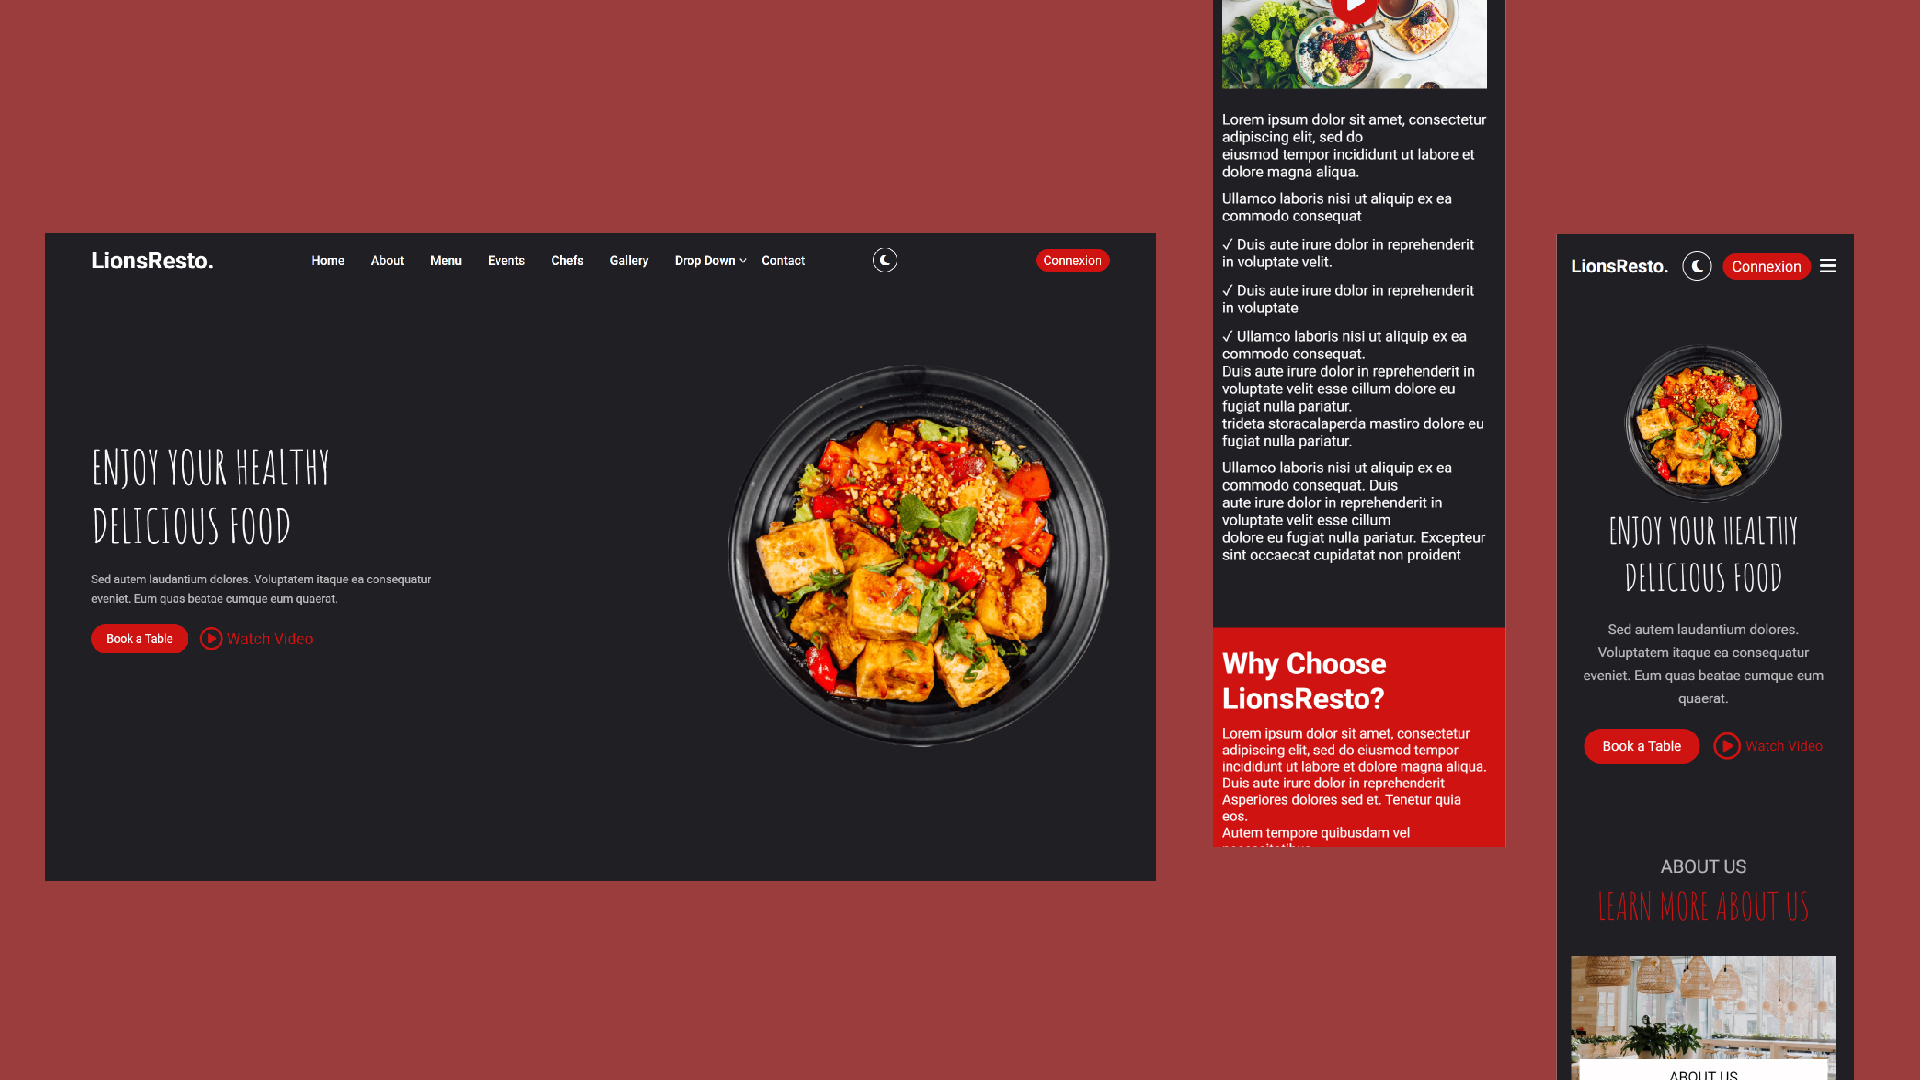 LionsResto.
Home About Menu Events Chefs Gallery Drop Down Contact
Connexion
ENJOY YOUR HEALTHY
DELICIOUS FOOD
Sed autem laudantium dolores. Voluptatem itaque ea consequatur
eveniet. Eum quas beatae cumque eum quaerat.
Book a Table Watch Video
Lorem ipsum dolor sit amet, consectetur
adipiscing elit, sed do
eiusmod tempor incididunt ut labore et
dolore magna aliqua.
Ullamco laboris nisi ut aliquip ex ea
commodo consequat
✓ Duis aute irure dolor in reprehenderit
in voluptate velit.
✓ Duis aute irure dolor in reprehenderit
in voluptate
✓ Ullamco laboris nisi ut aliquip ex ea
commodo consequat.
Duis aute irure dolor in reprehenderit in
voluptate velit esse cillum dolore eu
fugiat nulla pariatur.
trideta storacalaperda mastiro dolore eu
fugiat nulla pariatur.
Ullamco laboris nisi ut aliquip ex ea
commodo consequat. Duis
aute irure dolor in reprehenderit in
voluptate velit esse cillum
dolore eu fugiat nulla pariatur. Excepteur
sint occaecat cupidatat non proident
Why Choose
LionsResto?
Lorem ipsum dolor sit amet, consectetur
adipiscing elit, sed do eiusmod tempor
incididunt ut labore et dolore magna aliqua.
Duis aute irure dolor in reprehenderit
Asperiores dolores sed et. Tenetur quia
eos.
Autem tempore quibusdam vel
LionsResto. Connexion
ENJOY YOUR HEALTHY
DELICIOUS FOOD
Sed autem laudantium dolores.
Voluptatem itaque ea consequatur
eveniet. Eum quas beatae cumque eum
quaerat.
Book a Table Watch Video
ABOUT US
LEARN MORE ABOUT US
ABOUT US